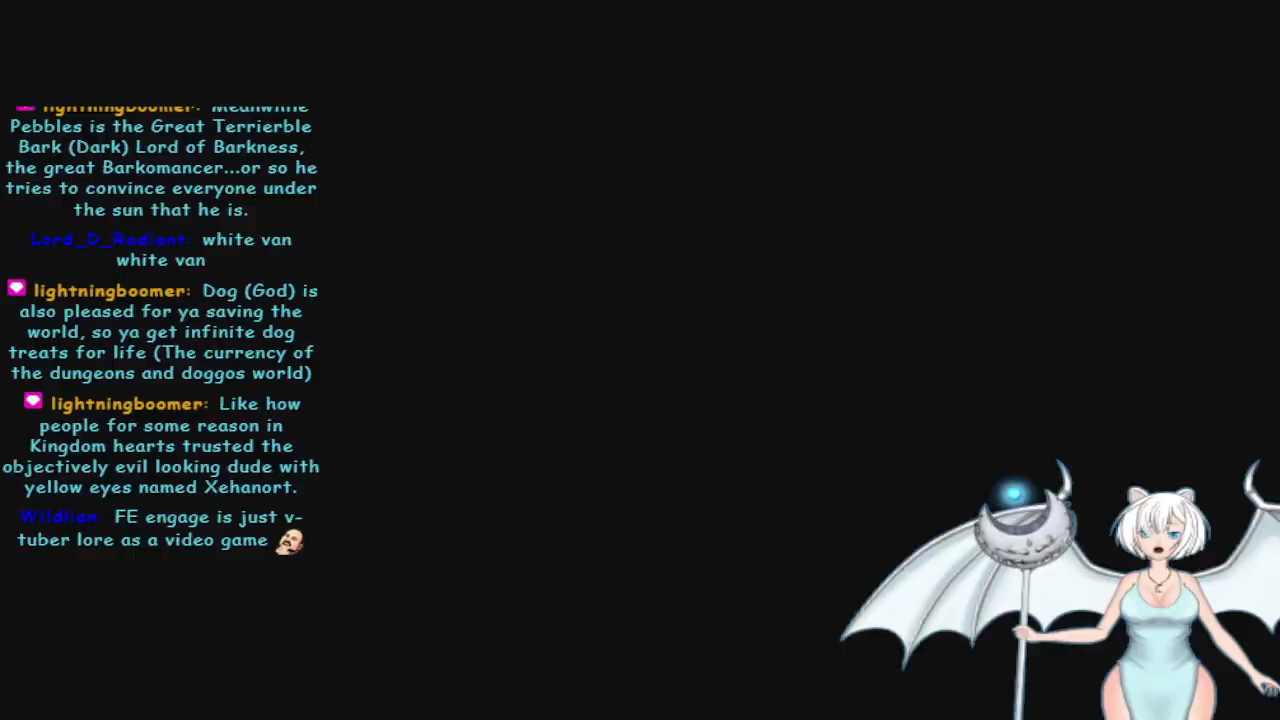 lightningboomer: Meanwhile
Pebbles is the Great Terrierble
Bark (Dark) Lord of Barkness,
the great Barkomancer...or so he
tries to convince everyone under
the sun that he is.
Lord_D_Radiant: white van
white van
lightningboomer: Dog (God) is
also pleased for ya saving the
world, so ya get infinite dog
treats for life (The currency of
the dungeons and doggos world)
lightningboomer: Like how
people for some reason in
Kingdom hearts trusted the
objectively evil looking dude with
yellow eyes named Xehanort.
Wildlian: FE engage is just v-
tuber lore as a video game